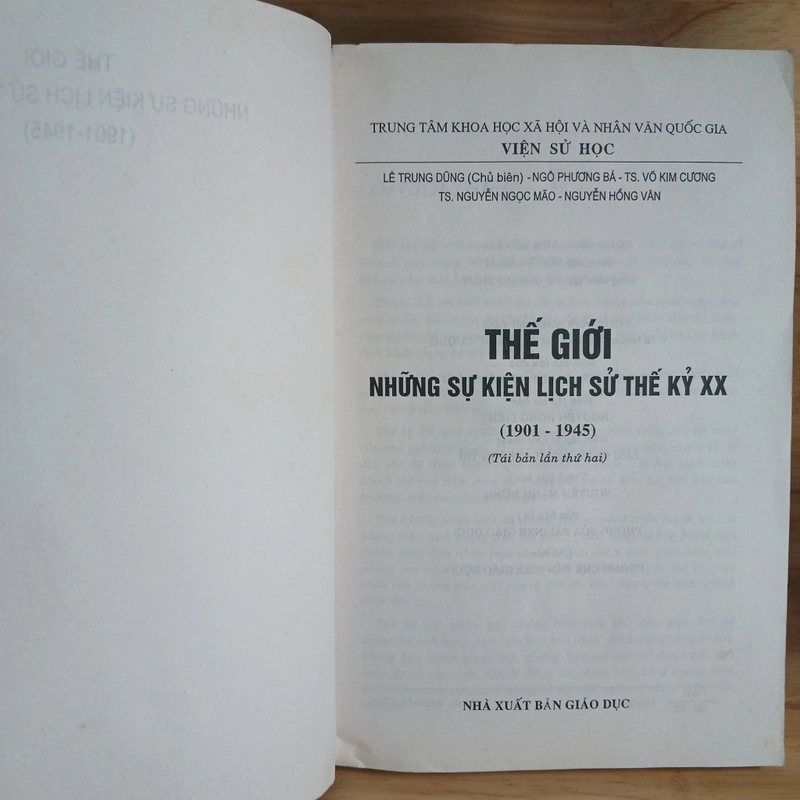 TRUNG TÂM KHOA HỌC XÃ HỘI VÀ NHÂN VĂN QUỐC GIA
VIỆN SỬ HỌC
LÊ TRUNG DŨNG (Chủ biên) - NGÔ PHƯƠNG BÁ - TS. VÕ KIM CƯƠNG
TS. NGUYỄN NGỌC MÃO - NGUYỄN HỒNG VÂN
THẾ GIỚI
NHỮNG SỰ KIỆN LỊCH SỬ THẾ KỶ XX
(1901 - 1945)
(Tái bản lần thứ hai)
NHÀ XUẤT BẢN GIÁO DỤC